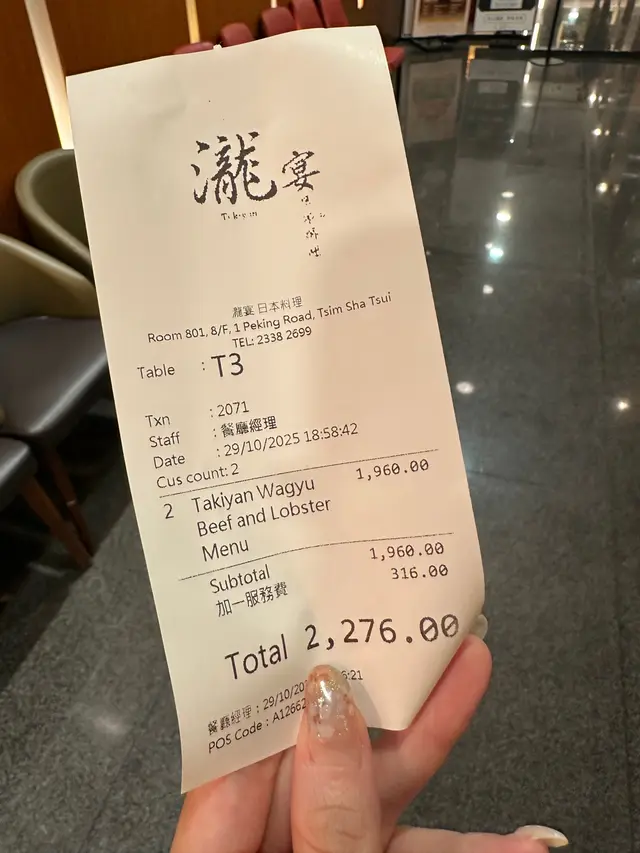 瀧宴
瀧宴 日本料理
Room 801, 8/F, 1 Peking Road, Tsim Sha Tsui
TEL: 2338 2699
Table : T3
Txn : 2071
Staff : 餐廳經理
Date : 29/10/2025 18:58:42
Cus count: 2
2 Takiyan Wagyu 1,960.00
Beef and Lobster
Menu
Subtotal 1,960.00
加一服務費 316.00
Total 2,276.00
餐廳經理 : 29/10/20 6:21
POS Code : A1266